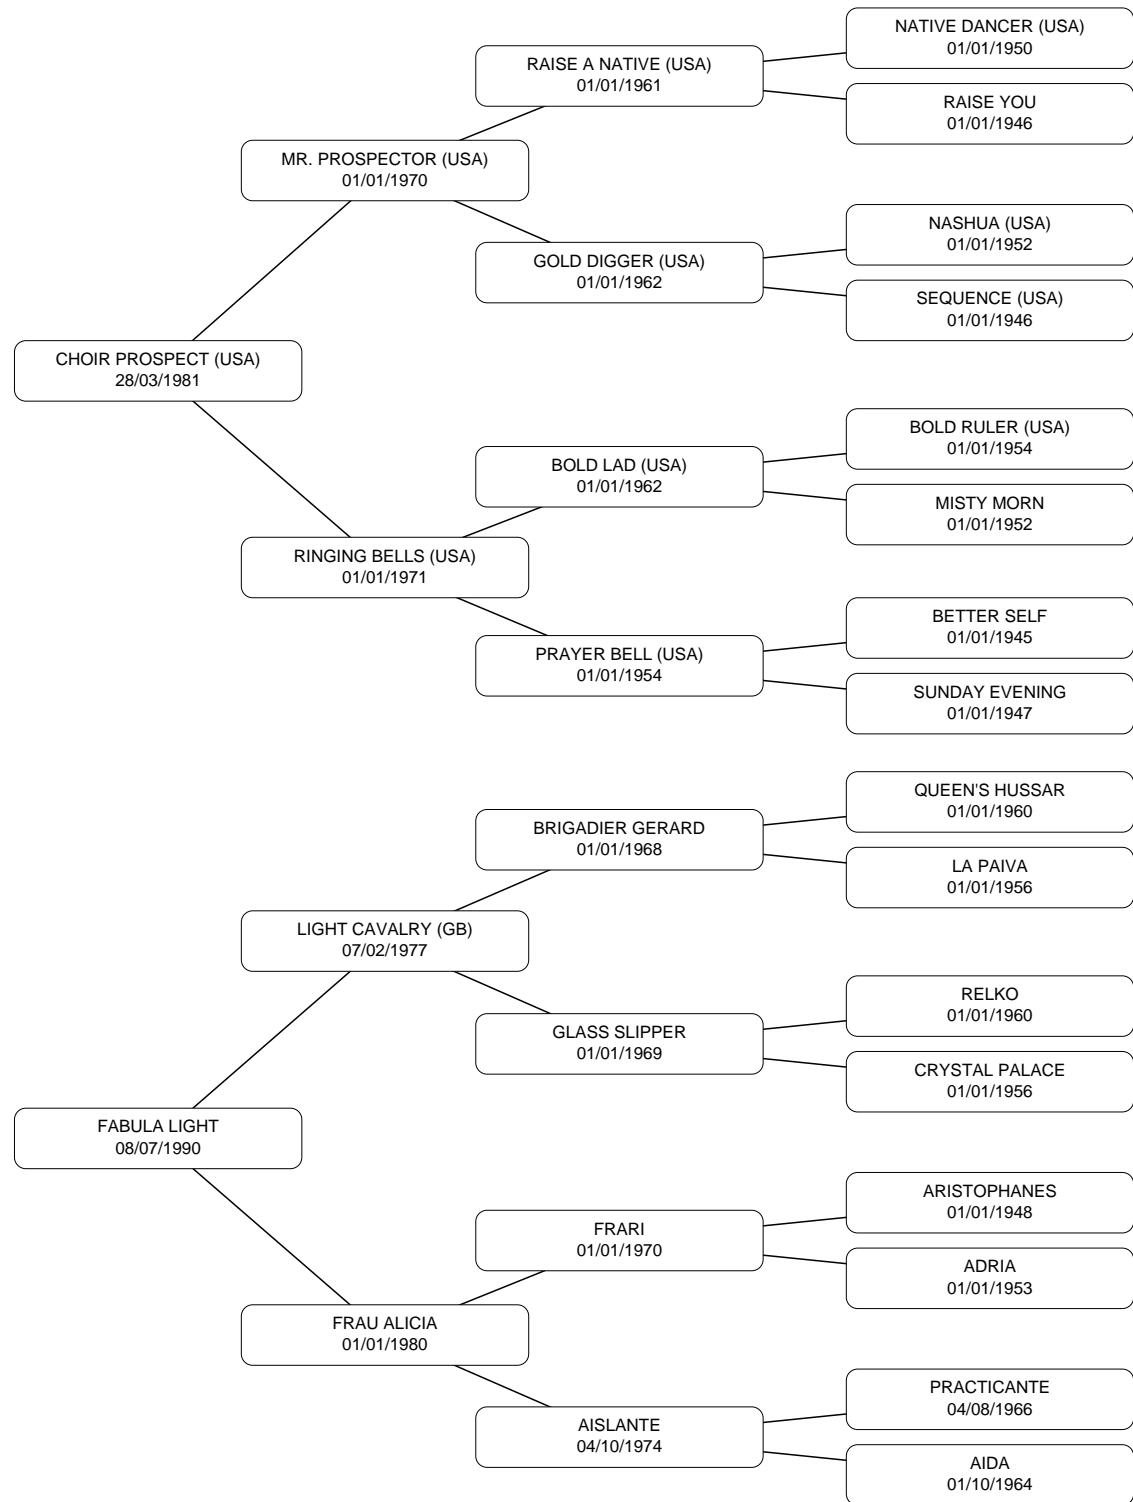 NATIVE DANCER (USA)
01/01/1950
RAISE A NATIVE (USA)
01/01/1961
RAISE YOU
01/01/1946
MR. PROSPECTOR (USA)
01/01/1970
NASHUA (USA)
01/01/1952
GOLD DIGGER (USA)
01/01/1962
SEQUENCE (USA)
01/01/1946
CHOIR PROSPECT (USA)
28/03/1981
BOLD RULER (USA)
01/01/1954
BOLD LAD (USA)
01/01/1962
MISTY MORN
01/01/1952
RINGING BELLS (USA)
01/01/1971
BETTER SELF
01/01/1945
PRAYER BELL (USA)
01/01/1954
SUNDAY EVENING
01/01/1947
QUEEN'S HUSSAR
01/01/1960
BRIGADIER GERARD
01/01/1968
LA PAIVA
01/01/1956
LIGHT CAVALRY (GB)
07/02/1977
RELKO
01/01/1960
GLASS SLIPPER
01/01/1969
CRYSTAL PALACE
01/01/1956
FABULA LIGHT
08/07/1990
ARISTOPHANES
01/01/1948
FRARI
01/01/1970
ADRIA
01/01/1953
FRAU ALICIA
01/01/1980
PRACTICANTE
04/08/1966
AISLANTE
04/10/1974
AIDA
01/10/1964